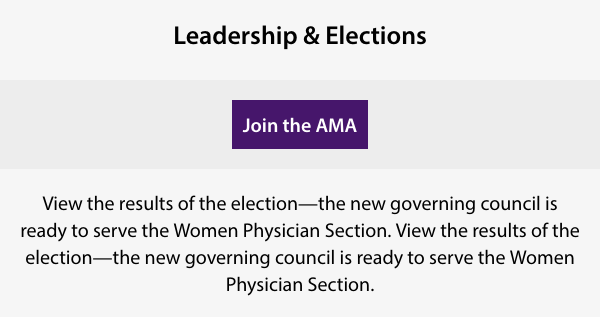 Leadership & Elections
Join the AMA
View the results of the election—the new governing council is
ready to serve the Women Physician Section. View the results of the
election—the new governing council is ready to serve the Women
Physician Section.